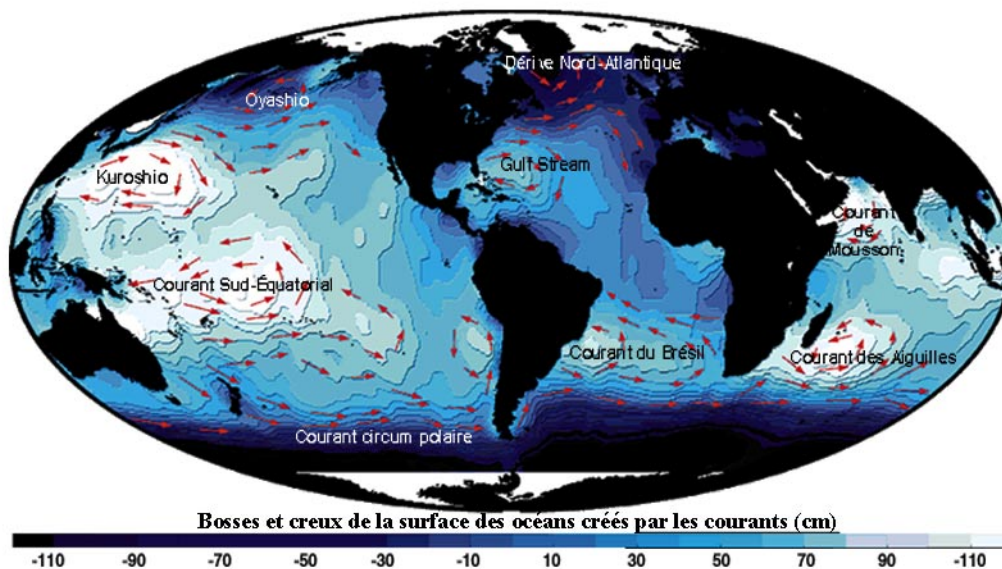 Dérive Nord-Atlantique
Oyashio
Gulf Stream
Kuroshio
Courant
de
Mousson
Courant Sud-Équatorial
Courant du Brésil
Courant des Aiguilles
Courant circum polaire
Bosses et creux de la surface des océans créés par les courants (cm)
-110 -90 -70 -50 -30 -10 10 30 50 70 90 -110